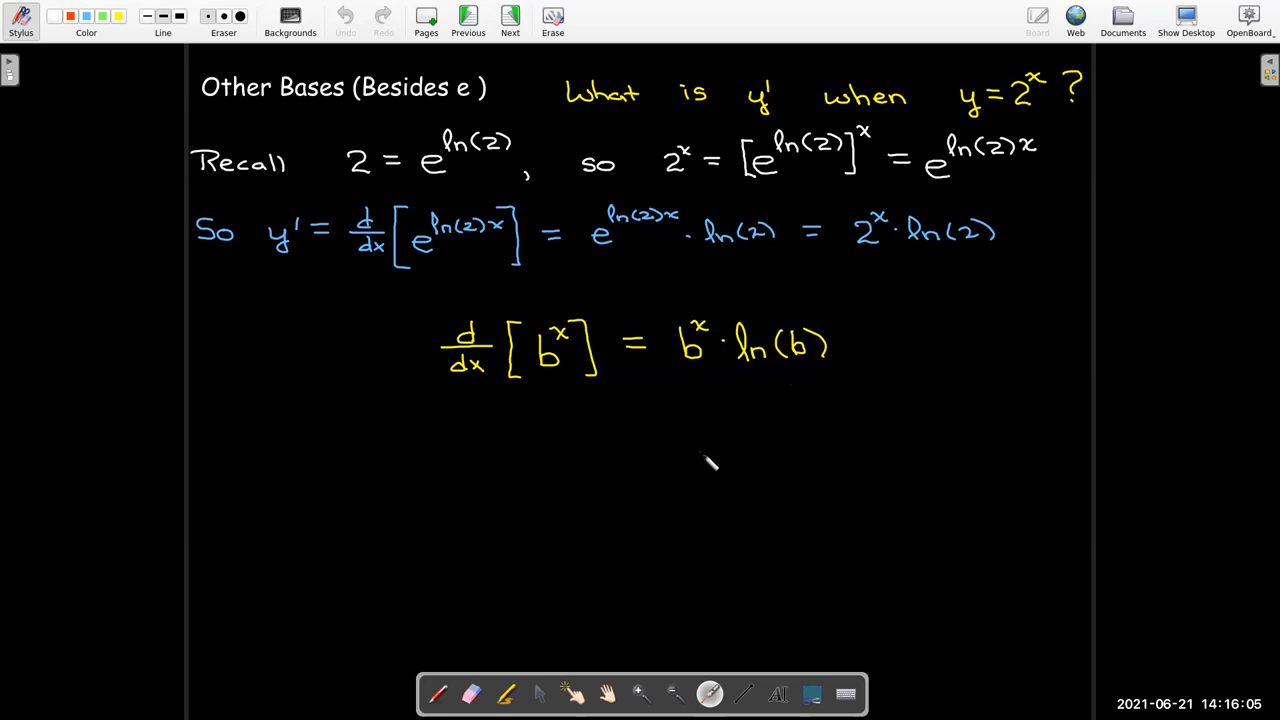 Stylus Color Line Eraser Backgrounds Undo Redo Pages Previous Next Erase Board Web Documents Show Desktop OpenBoard
Other Bases (Besides e ) What is y' when y = 2^x ?
Recall 2 = e^ln(2) , so 2^x = [e^ln(2)]^x = e^ln(2)x
So y' = d/dx [e^ln(2)x] = e^ln(2)x · ln(2) = 2^x · ln(2)
d/dx [b^x] = b^x · ln(b)
AI
2021-06-21 14:16:05